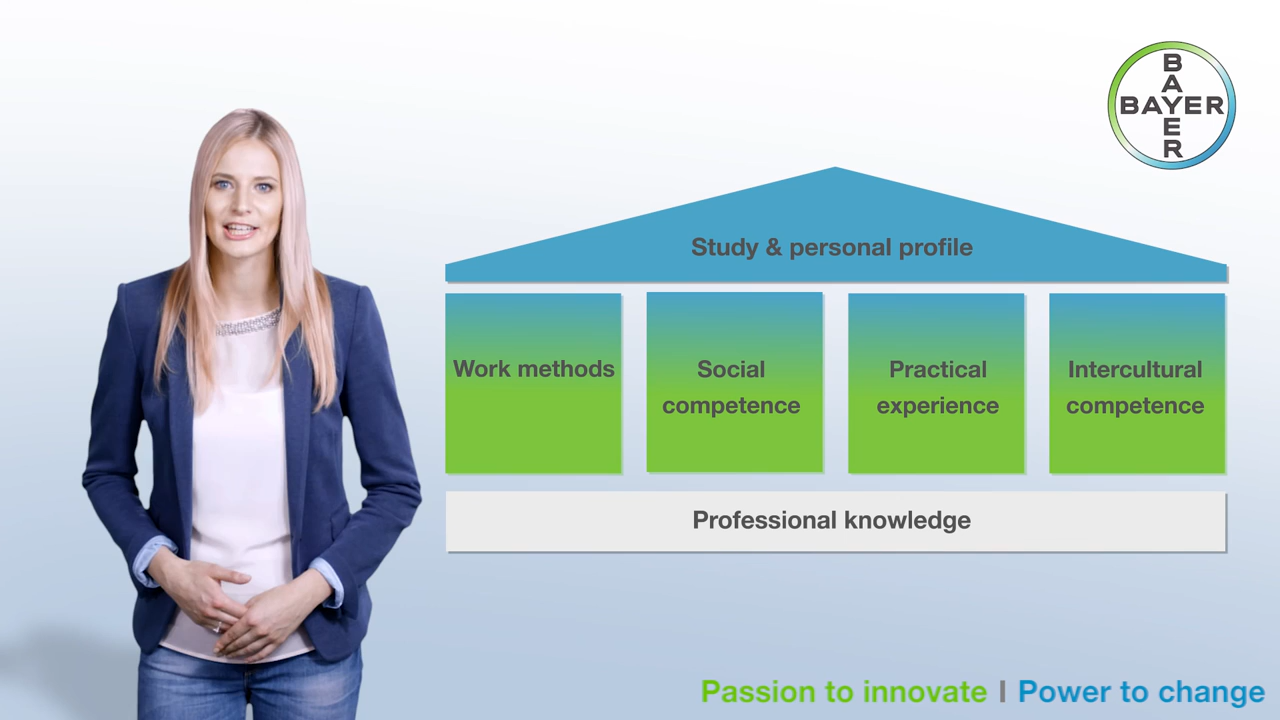 BAYER
BAYER
Study & personal profile
Work methods
Social
competence
Practical
experience
Intercultural
competence
Professional knowledge
Passion to innovate | Power to change